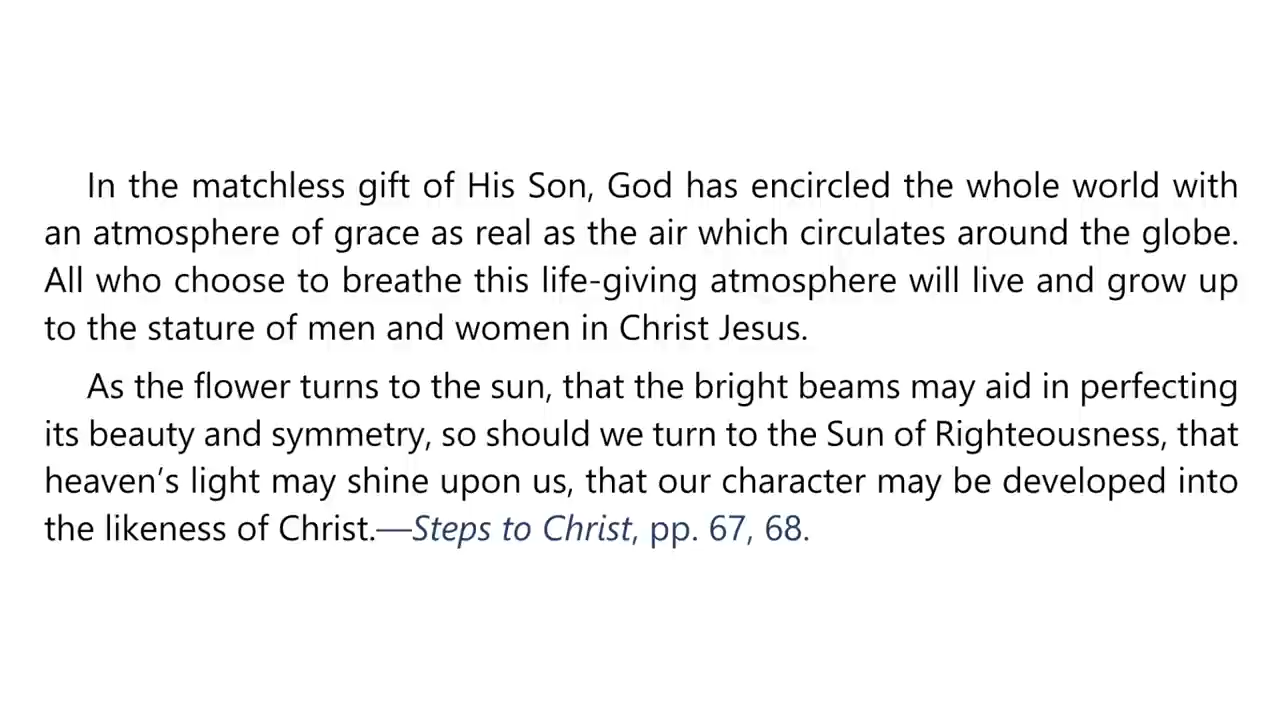 In the matchless gift of His Son, God has encircled the whole world with
an atmosphere of grace as real as the air which circulates around the globe.
All who choose to breathe this life-giving atmosphere will live and grow up
to the stature of men and women in Christ Jesus.
As the flower turns to the sun, that the bright beams may aid in perfecting
its beauty and symmetry, so should we turn to the Sun of Righteousness, that
heaven’s light may shine upon us, that our character may be developed into
the likeness of Christ.—Steps to Christ, pp. 67, 68.